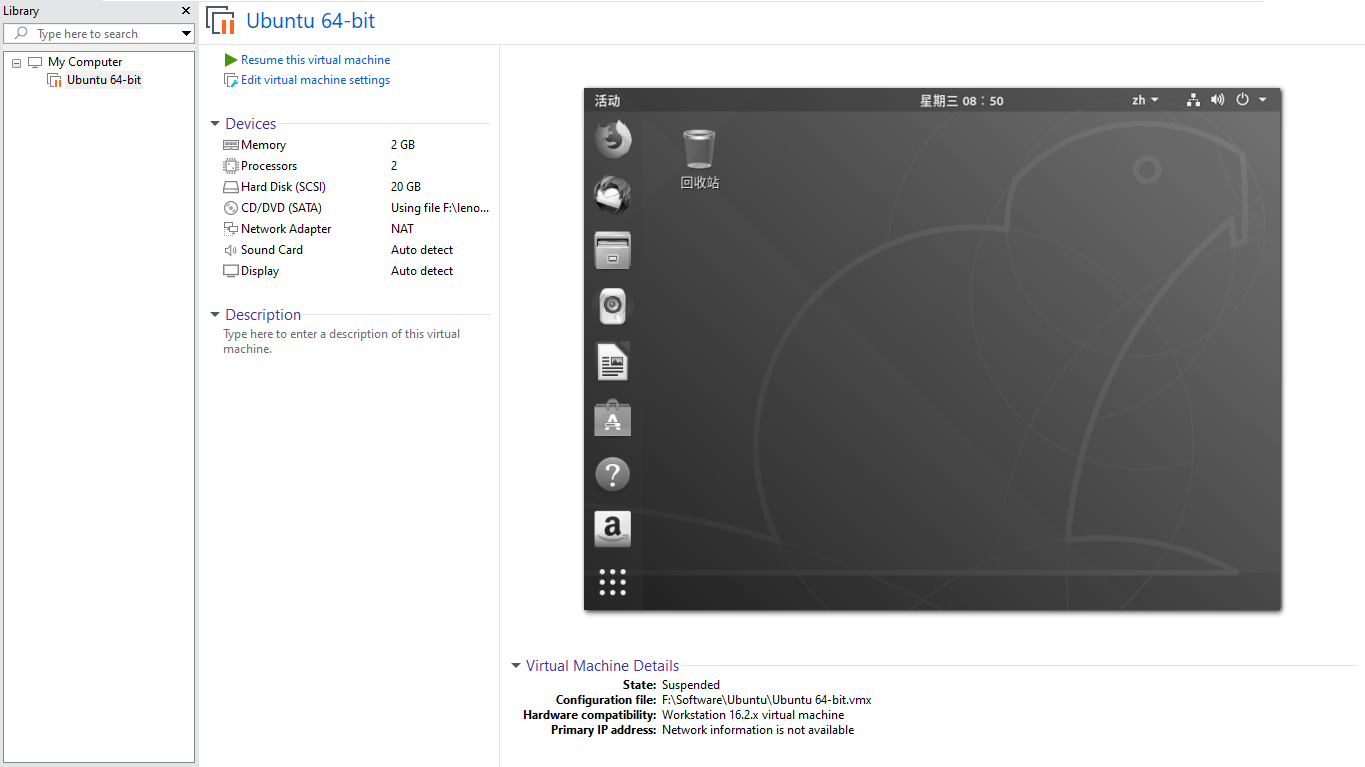 Library
Type here to search
My Computer
Ubuntu 64-bit
Ubuntu 64-bit
Resume this virtual machine
Edit virtual machine settings
Devices
Memory 2 GB
Processors 2
Hard Disk (SCSI) 20 GB
CD/DVD (SATA) Using file F:\leno...
Network Adapter NAT
Sound Card Auto detect
Display Auto detect
Description
Type here to enter a description of this virtual
machine.
活动 星期三 08：50 zh
回收站
Virtual Machine Details
State: Suspended
Configuration file: F:\Software\Ubuntu\Ubuntu 64-bit.vmx
Hardware compatibility: Workstation 16.2.x virtual machine
Primary IP address: Network information is not available